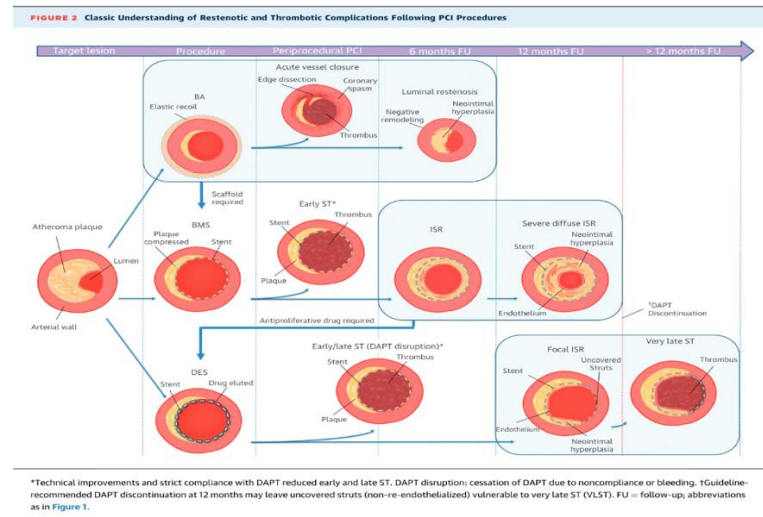 FIGURE 2 Classic Understanding of Restenotic and Thrombotic Complications Following PCI Procedures
Target lesion
Procedure
Periprocedural PCI
6 months FU
12 months FU
> 12 months FU
Acute vessel closure
BA
Elastic recoil
Edge dissection
Coronary
spasm
Thrombus
Luminal restenosis
Negative
remodeling
Neointimal
hyperplasia
Scaffold
required
Atheroma plaque
Lumen
Arterial wall
BMS
Plaque
compressed
Stent
Early ST*
Stent
Thrombus
Plaque
ISR
Severe diffuse ISR
Stent
Neointimal
hyperplasia
Endothelium
Antiproliferative drug required
†DAPT
Discontinuation
DES
Stent
Drug eluted
Early/late ST (DAPT disruption)*
Stent
Thrombus
Plaque
Focal ISR
Stent
Uncovered
Struts
Endothelium
Neointimal
hyperplasia
Very late ST
Thrombus
*Technical improvements and strict compliance with DAPT reduced early and late ST. DAPT disruption: cessation of DAPT due to noncompliance or bleeding. †Guideline-
recommended DAPT discontinuation at 12 months may leave uncovered struts (non-re-endothelialized) vulnerable to very late ST (VLST). FU = follow-up; abbreviations
as in Figure 1.